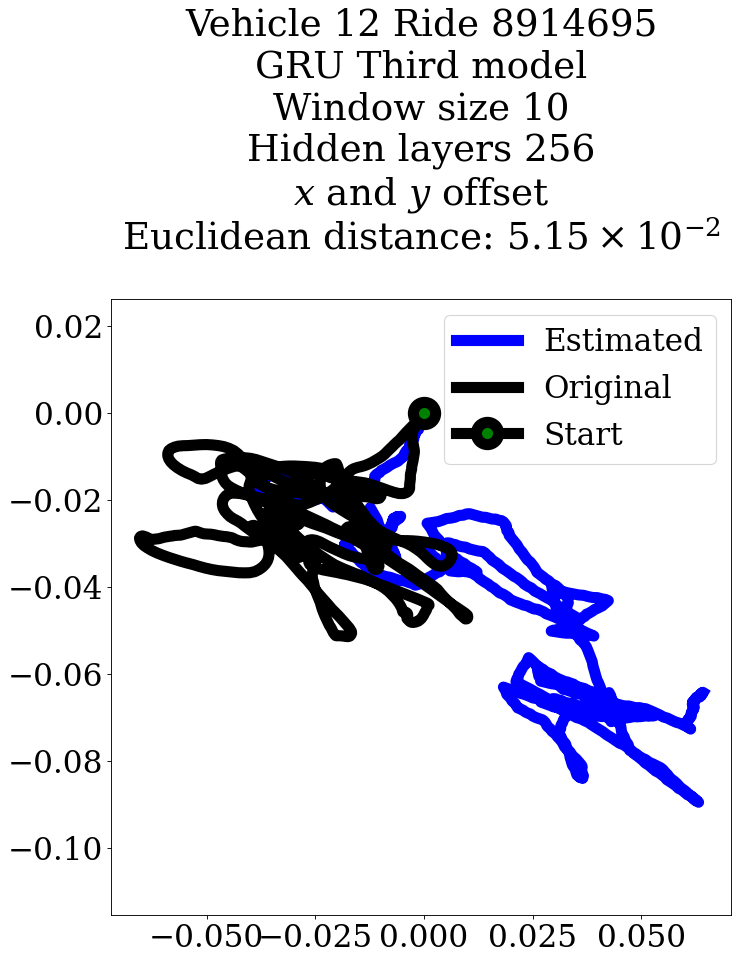 Vehicle 12 Ride 8914695
GRU Third model
Window size 10
Hidden layers 256
x and y offset
Euclidean distance: 5.15 × 10⁻²
Estimated
Original
Start
0.02
0.00
−0.02
−0.04
−0.06
−0.08
−0.10
−0.050 −0.025 0.000 0.025 0.050